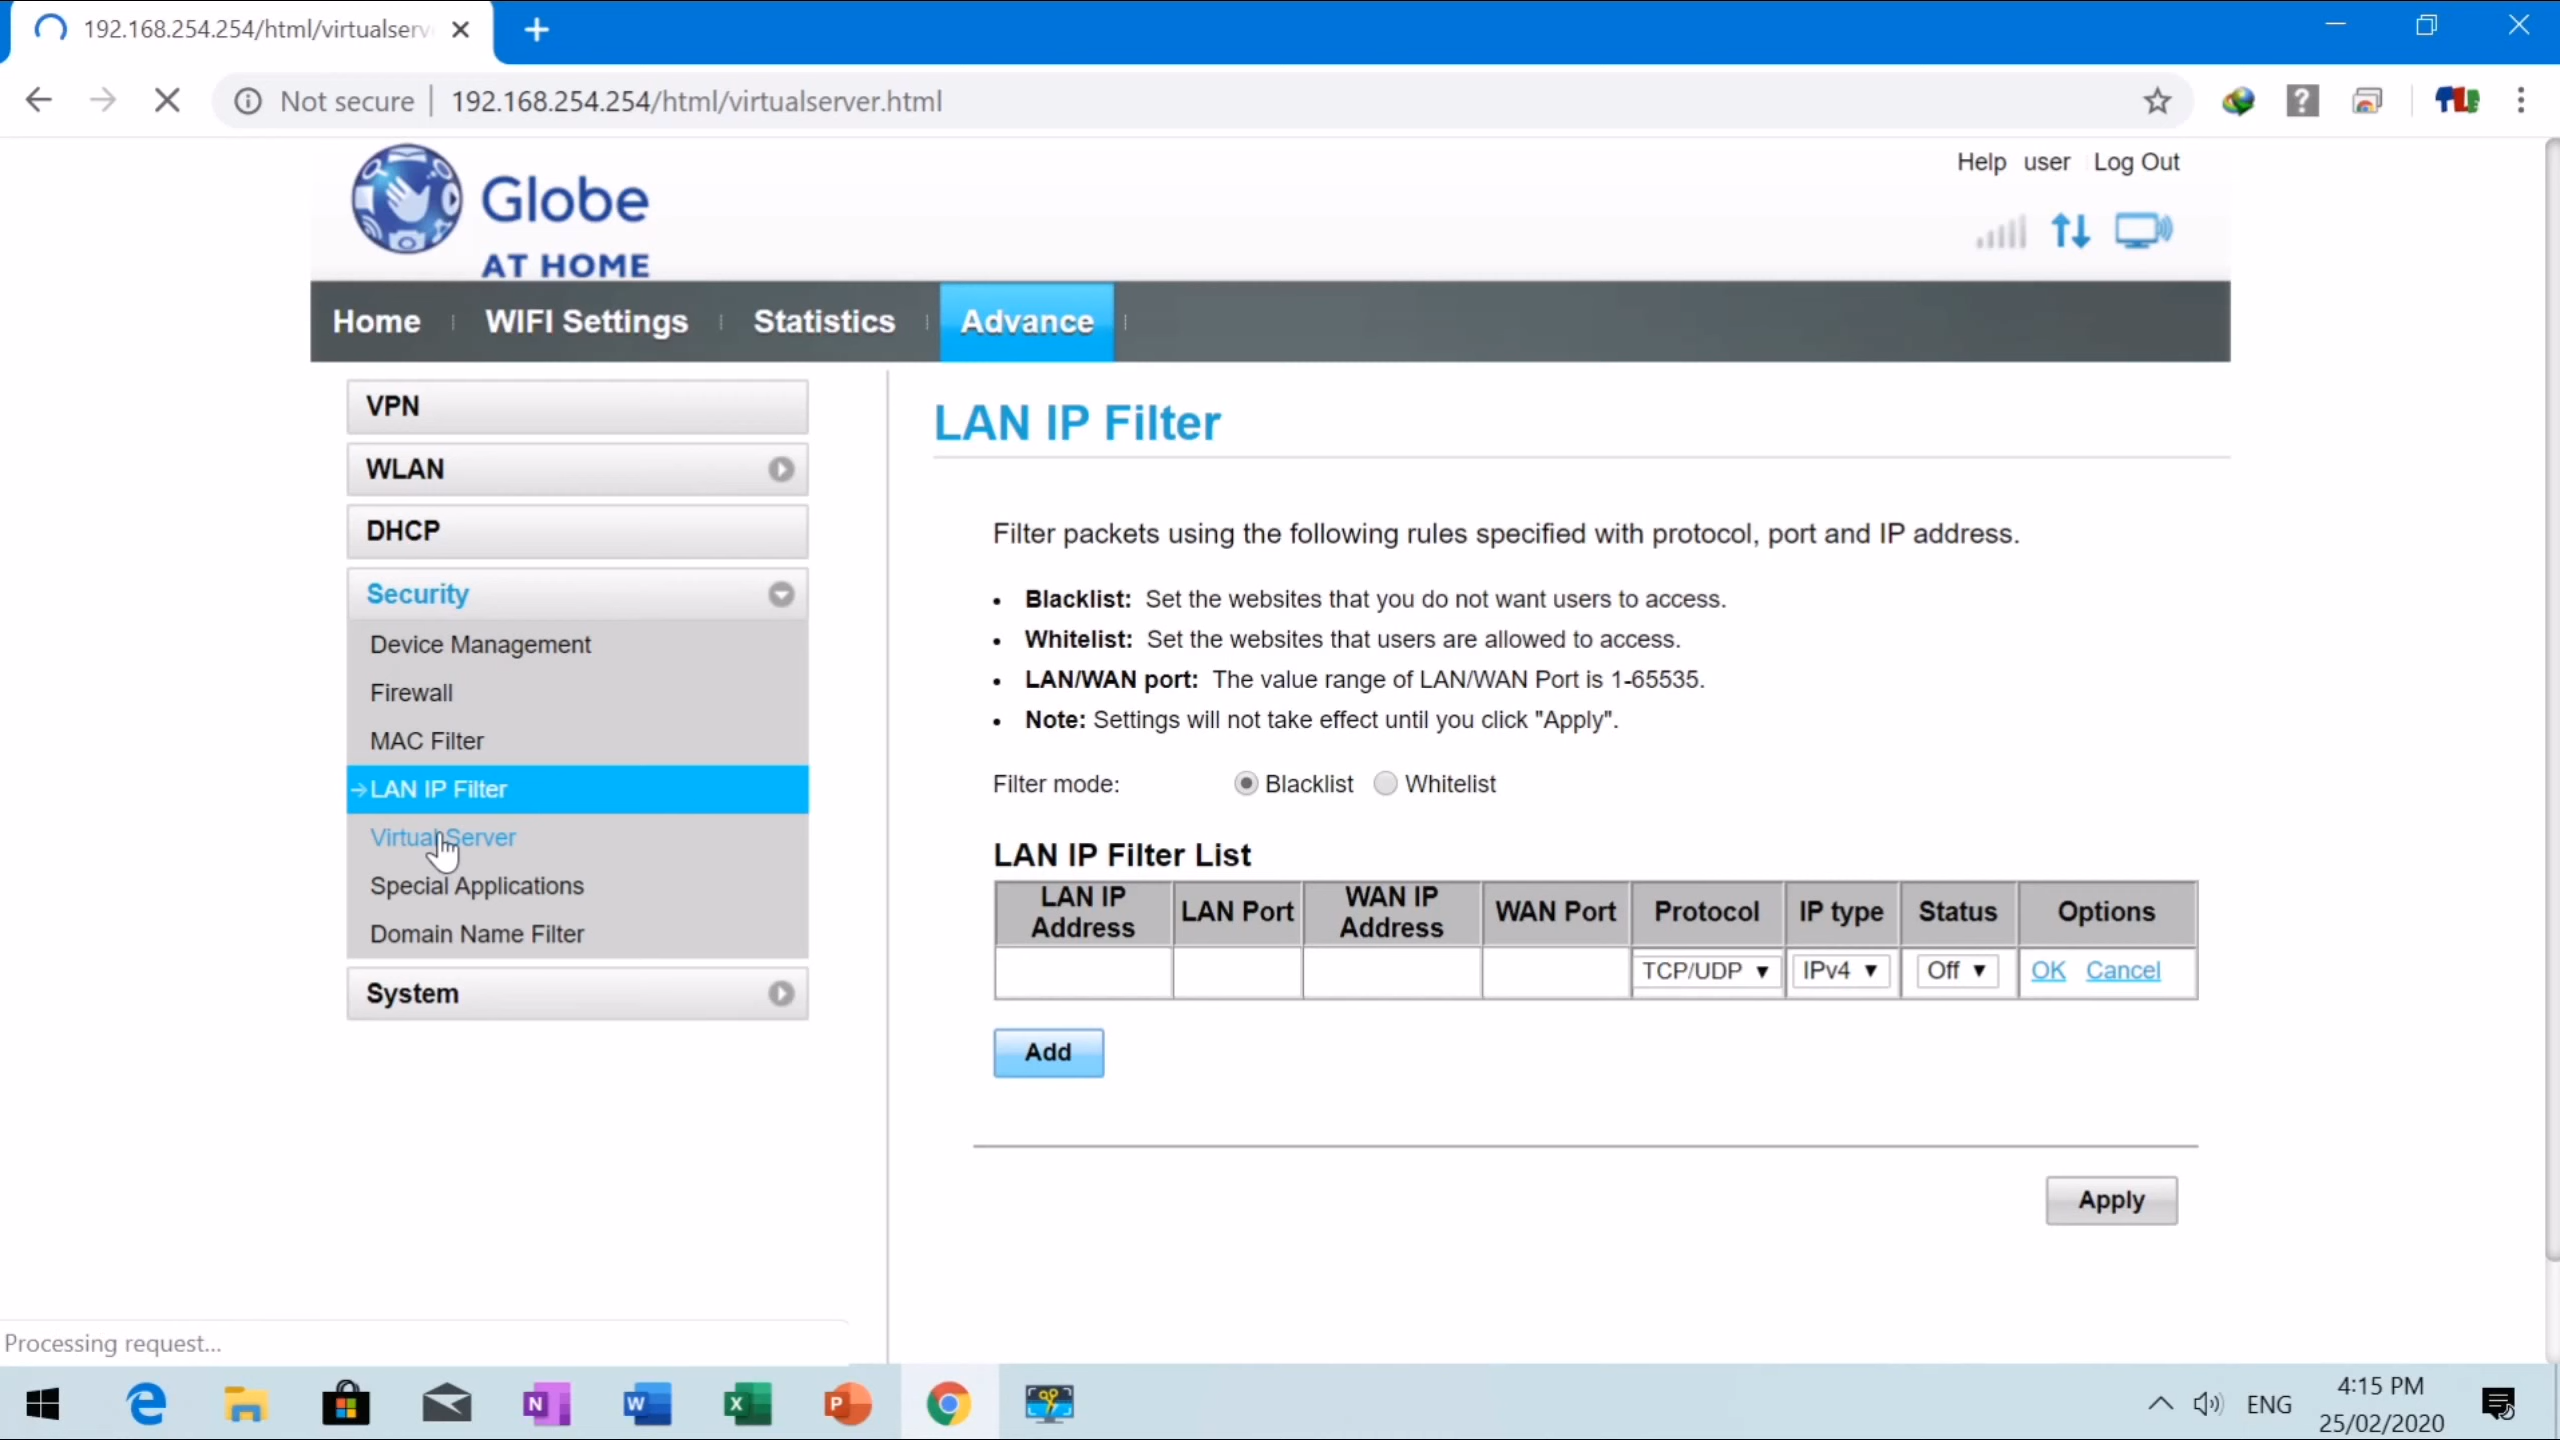 192.168.254.254/html/virtualserv
Not secure | 192.168.254.254/html/virtualserver.html
Globe
AT HOME
Help user Log Out
Home WIFI Settings Statistics Advance
VPN
WLAN
DHCP
Security
Device Management
Firewall
MAC Filter
LAN IP Filter
Virtual Server
Special Applications
Domain Name Filter
System
LAN IP Filter
Filter packets using the following rules specified with protocol, port and IP address.
• Blacklist: Set the websites that you do not want users to access.
• Whitelist: Set the websites that users are allowed to access.
• LAN/WAN port: The value range of LAN/WAN Port is 1-65535.
• Note: Settings will not take effect until you click "Apply".
Filter mode: Blacklist Whitelist
LAN IP Filter List
LAN IP Address LAN Port WAN IP Address WAN Port Protocol IP type Status Options
TCP/UDP IPv4 Off OK Cancel
Add
Apply
Processing request...
4:15 PM
ENG
25/02/2020